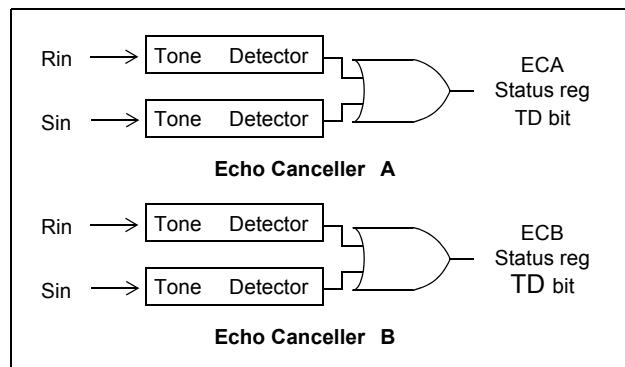 Rin
Tone Detector
Sin
Tone Detector
ECA
Status reg
TD bit
Echo Canceller A
Rin
Tone Detector
Sin
Tone Detector
ECB
Status reg
TD bit
Echo Canceller B